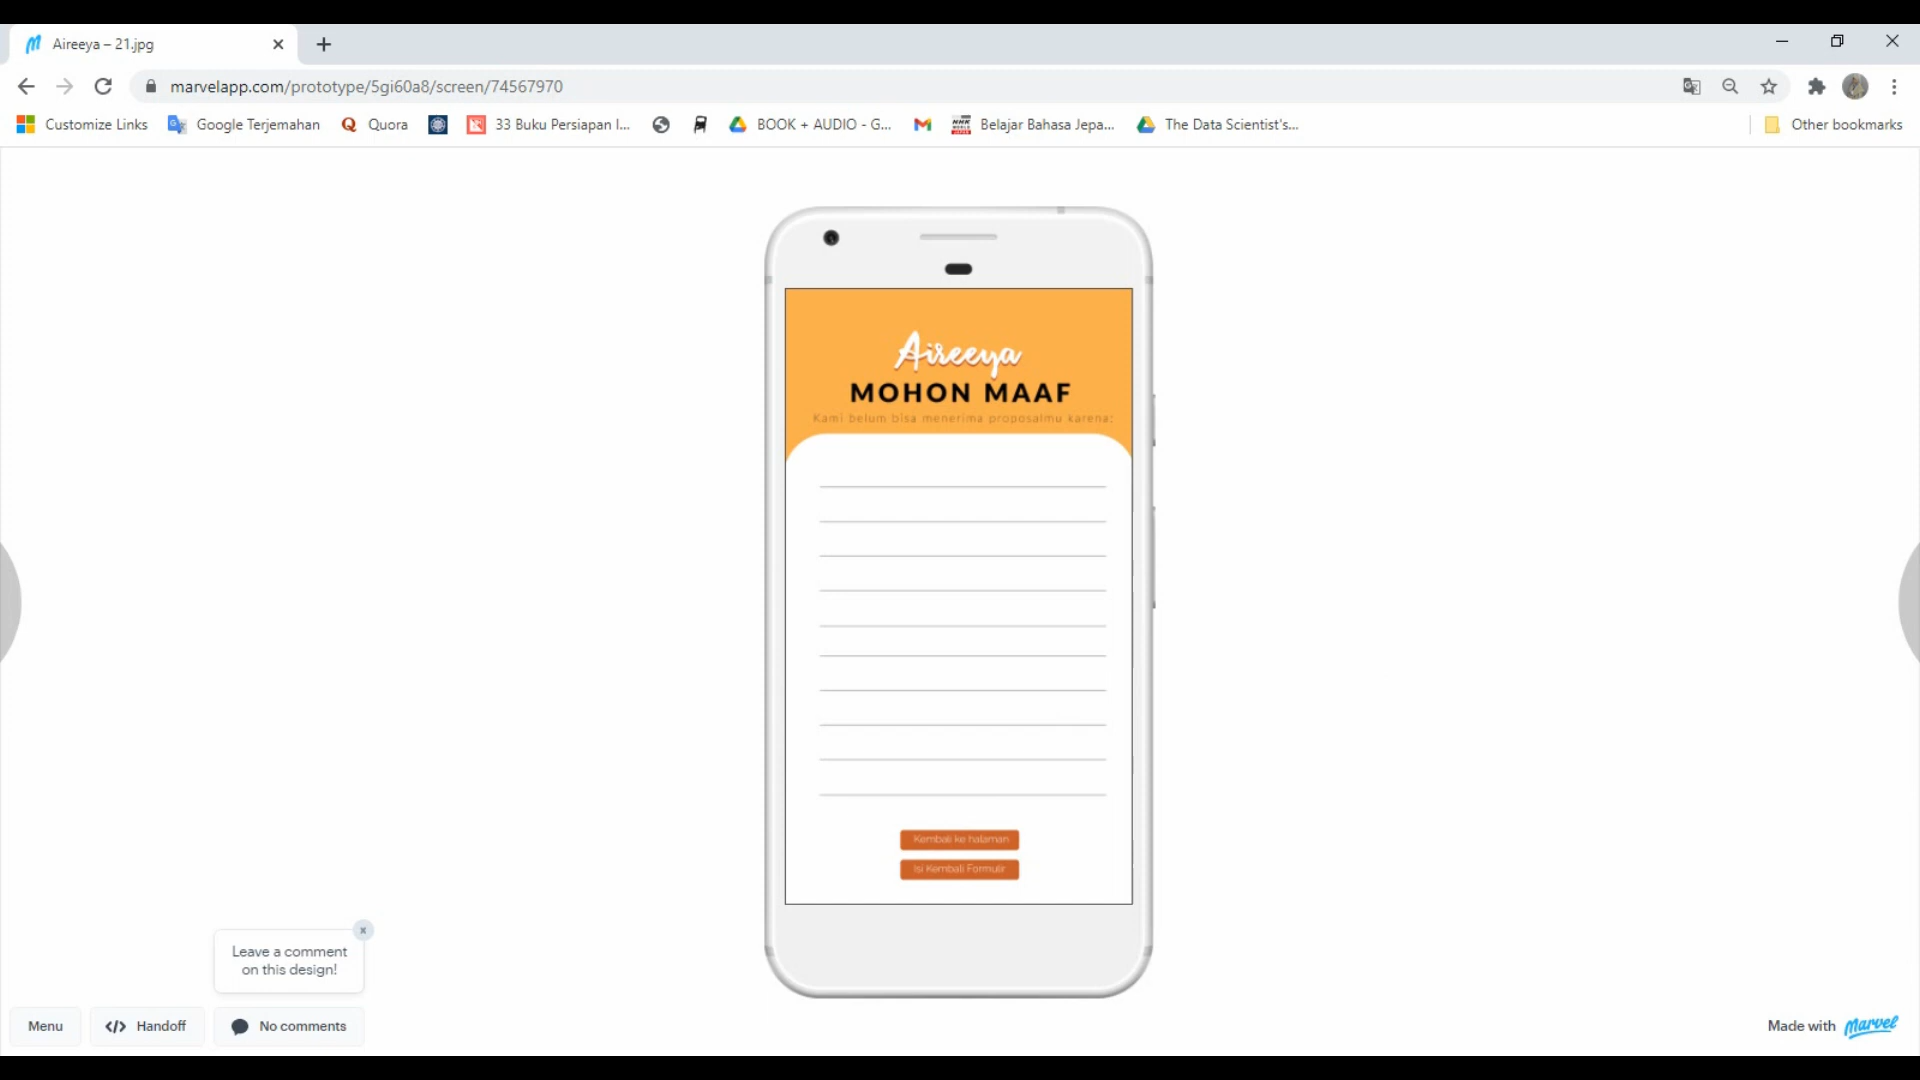 Aireeya – 21.jpg
marvelapp.com/prototype/5gi60a8/screen/74567970
Customize Links
Google Terjemahan
Quora
33 Buku Persiapan I...
BOOK + AUDIO - G...
Belajar Bahasa Jepa...
The Data Scientist's...
Other bookmarks
Aireeya
MOHON MAAF
Kami belum bisa menerima proposalmu karena:
Kembali ke halaman
Isi Kembali Formulir
x
Leave a comment
on this design!
Menu
</> Handoff
No comments
Made with Marvel